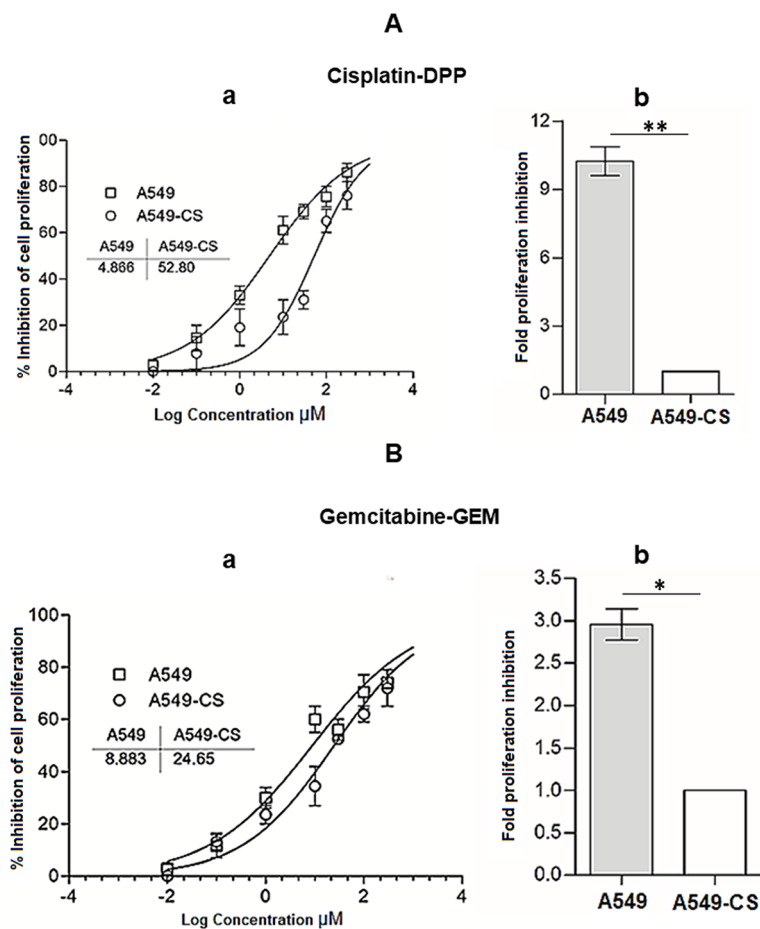 A
Cisplatin-DPP
a
b
% Inhibition of cell proliferation
00
80
60
40
20
0
A549
A549-CS
A549 A549-CS
4.866 52.80
-4 -2 0 2 4
Log Concentration µM
Fold proliferation inhibition
12
10
6
3
0
**
A549 A549-CS
B
Gemcitabine-GEM
a
b
% Inhibition of cell proliferation
100
80
60
40
20
0
A549
A549-CS
A549 A549-CS
8.883 24.65
-4 -2 0 2 4
Log Concentration µM
Fold proliferation inhibition
3.5
3.0
2.5
2.0
1.5
1.0
0.5
0.0
*
A549 A549-CS